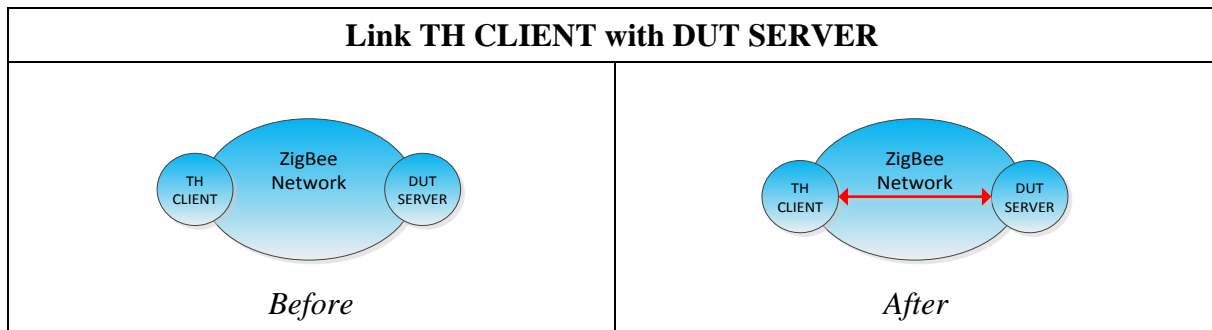 Link TH CLIENT with DUT SERVER
ZigBee
Network
TH
CLIENT
DUT
SERVER
Before
ZigBee
Network
TH
CLIENT
DUT
SERVER
After